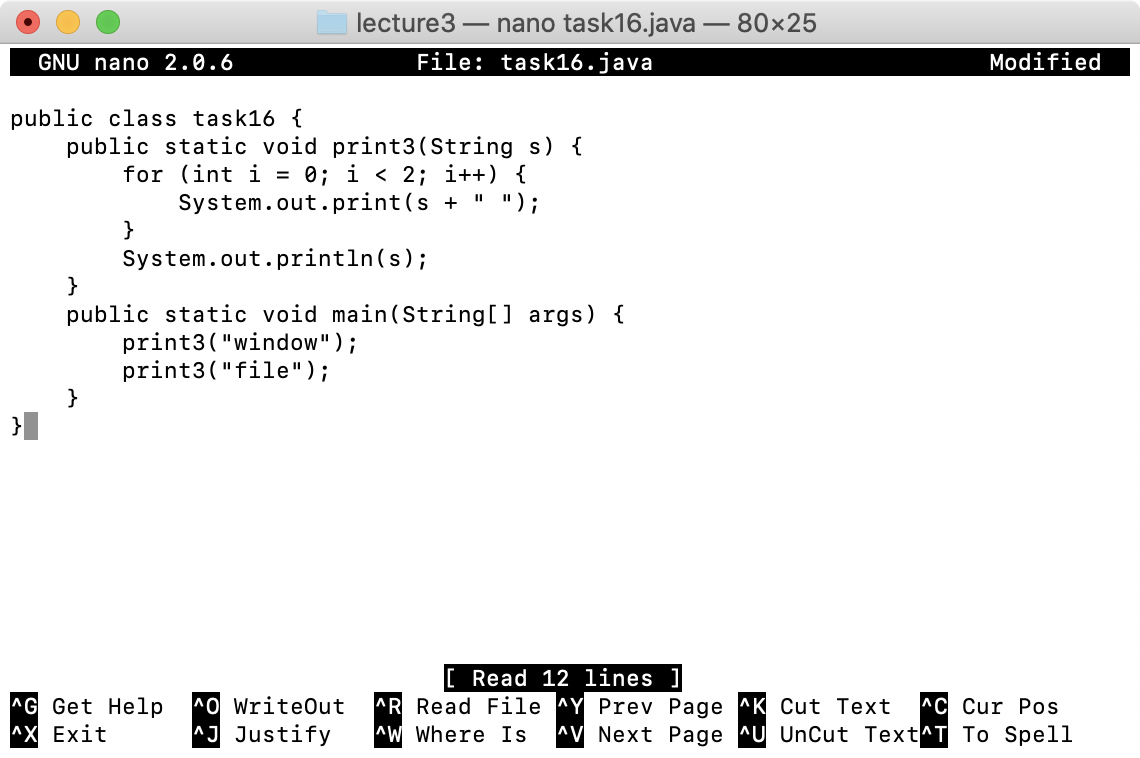 lecture3 — nano task16.java — 80×25
GNU nano 2.0.6 File: task16.java Modified
public class task16 {
    public static void print3(String s) {
        for (int i = 0; i < 2; i++) {
            System.out.print(s + " ");
        }
        System.out.println(s);
    }
    public static void main(String[] args) {
        print3("window");
        print3("file");
    }
}
[ Read 12 lines ]
^G Get Help ^O WriteOut ^R Read File ^Y Prev Page ^K Cut Text ^C Cur Pos
^X Exit ^J Justify ^W Where Is ^V Next Page ^U UnCut Text ^T To Spell